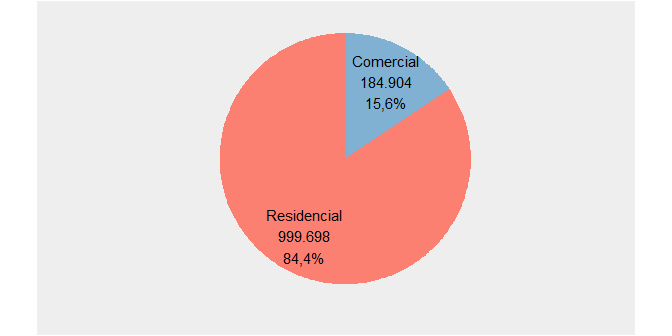 Comercial
184.904
15,6%
Residencial
999.698
84,4%